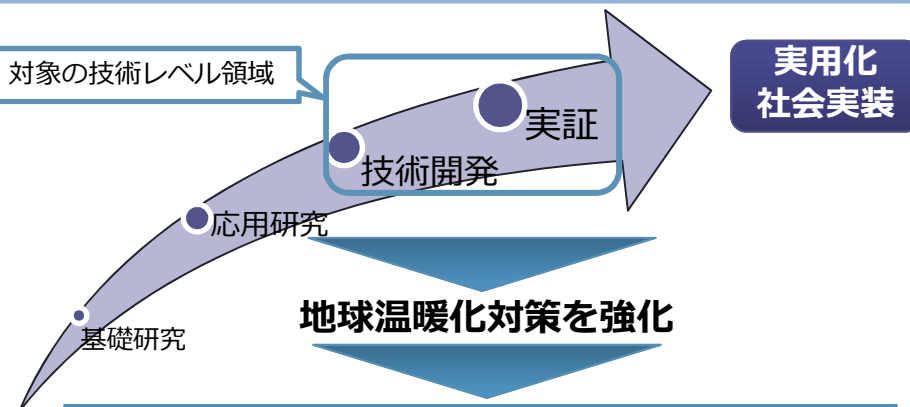 対象の技術レベル領域
実用化
社会実装
実証
技術開発
応用研究
基礎研究
地球温暖化対策を強化